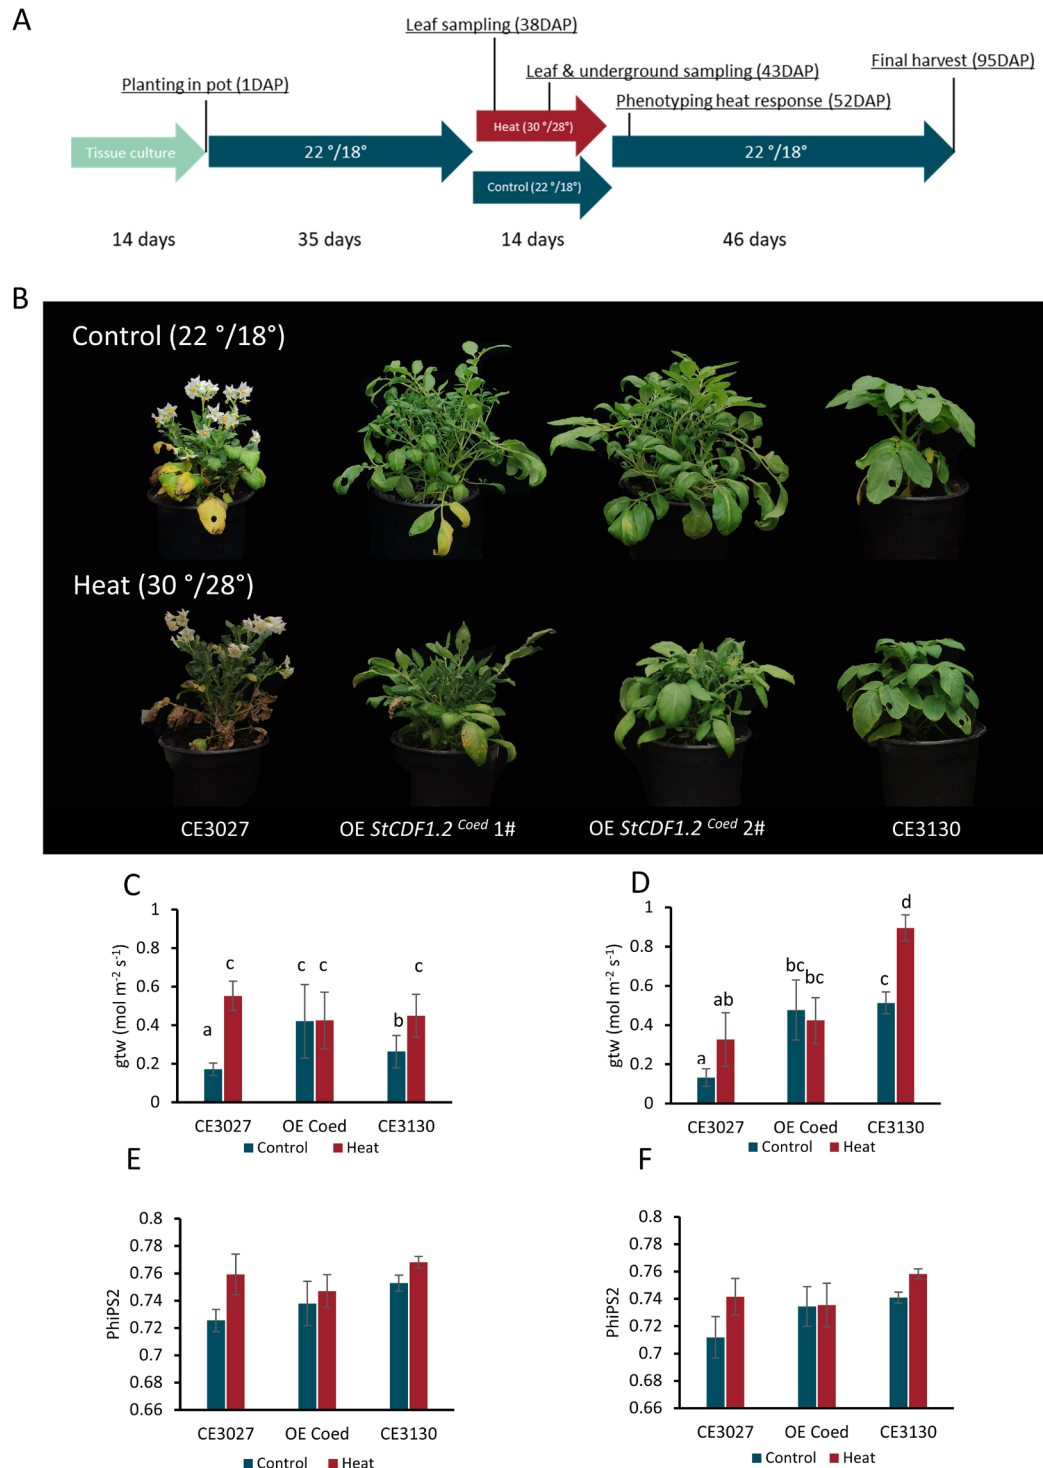 A
Leaf sampling (38DAP)
Planting in pot (1DAP)
Leaf & underground sampling (43DAP)
Final harvest (95DAP)
Phenotyping heat response (52DAP)
Tissue culture
22 °/18°
Heat (30 °/28°)
Control (22 °/18°)
22 °/18°
14 days
35 days
14 days
46 days
B
Control (22 °/18°)
Heat (30 °/28°)
CE3027
OE StCDF1.2 Coed 1#
OE StCDF1.2 Coed 2#
CE3130
C
gtw (mol m-2 s-1)
1
0.8
0.6
0.4
0.2
0
a
c
c
c
b
c
CE3027
OE Coed
CE3130
Control
Heat
D
gtw (mol m-2 s-1)
1
0.8
0.6
0.4
0.2
0
a
ab
bc
bc
c
d
CE3027
OE Coed
CE3130
Control
Heat
E
PhiPS2
0.8
0.78
0.76
0.74
0.72
0.7
0.68
0.66
CE3027
OE Coed
CE3130
Control
Heat
F
PhiPS2
0.8
0.78
0.76
0.74
0.72
0.7
0.68
0.66
CE3027
OE Coed
CE3130
Control
Heat